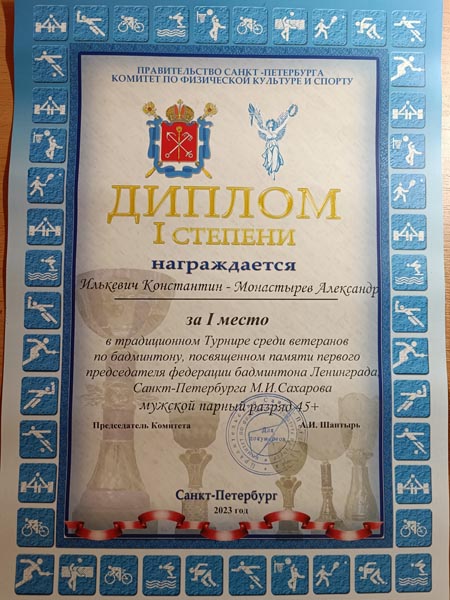 ПРАВИТЕЛЬСТВО САНКТ -ПЕТЕРБУРГА
КОМИТЕТ ПО ФИЗИЧЕСКОЙ КУЛЬТУРЕ И СПОРТУ
ДИПЛОМ
I СТЕПЕНИ
награждается
Илькевич Константин - Монастырев Александр
за I место
в традиционном Турнире среди ветеранов
по бадминтону, посвященном памяти первого
председателя федерации бадминтона Ленинграда,
Санкт-Петербурга М.И.Сахарова
мужской парный разряд 45+
Председатель Комитета
А.И. Шантырь
Для
документов
Санкт-Петербург
2023 год